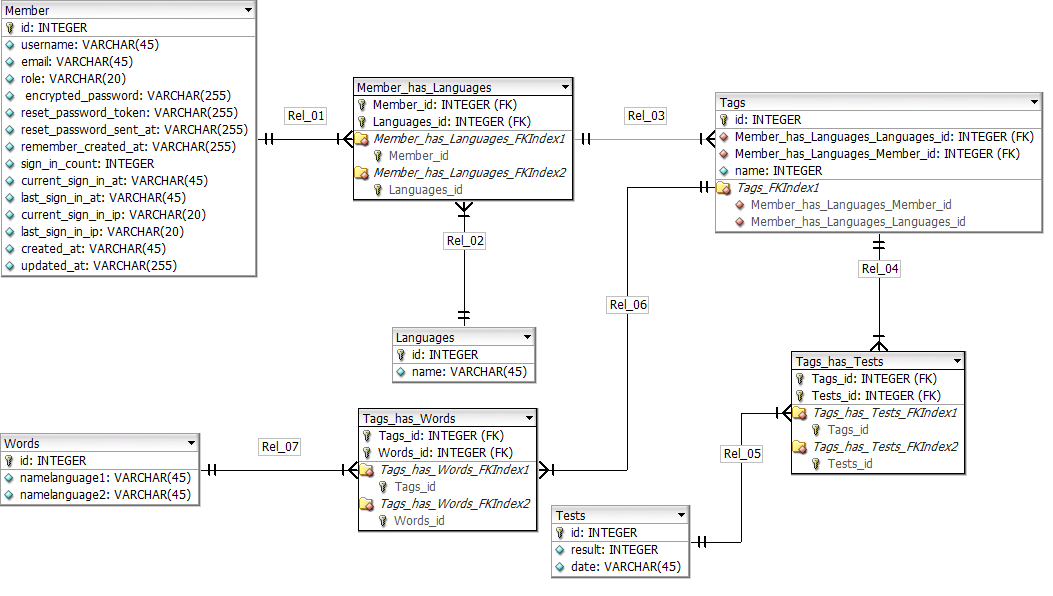 Member
id: INTEGER
username: VARCHAR(45)
email: VARCHAR(45)
role: VARCHAR(20)
encrypted_password: VARCHAR(255)
reset_password_token: VARCHAR(255)
reset_password_sent_at: VARCHAR(255)
remember_created_at: VARCHAR(255)
sign_in_count: INTEGER
current_sign_in_at: VARCHAR(45)
last_sign_in_at: VARCHAR(45)
current_sign_in_ip: VARCHAR(20)
last_sign_in_ip: VARCHAR(20)
created_at: VARCHAR(45)
updated_at: VARCHAR(255)
Rel_01
Member_has_Languages
Member_id: INTEGER (FK)
Languages_id: INTEGER (FK)
Member_has_Languages_FKIndex1
Member_id
Member_has_Languages_FKIndex2
Languages_id
Rel_03
Tags
id: INTEGER
Member_has_Languages_Languages_id: INTEGER (FK)
Member_has_Languages_Member_id: INTEGER (FK)
name: INTEGER
Tags_FKIndex1
Member_has_Languages_Member_id
Member_has_Languages_Languages_id
Rel_02
Rel_04
Rel_06
Languages
id: INTEGER
name: VARCHAR(45)
Tags_has_Tests
Tags_id: INTEGER (FK)
Tests_id: INTEGER (FK)
Tags_has_Tests_FKIndex1
Tags_id
Tags_has_Tests_FKIndex2
Tests_id
Words
id: INTEGER
namelanguage1: VARCHAR(45)
namelanguage2: VARCHAR(45)
Rel_07
Tags_has_Words
Tags_id: INTEGER (FK)
Words_id: INTEGER (FK)
Tags_has_Words_FKIndex1
Tags_id
Tags_has_Words_FKIndex2
Words_id
Rel_05
Tests
id: INTEGER
result: INTEGER
date: VARCHAR(45)